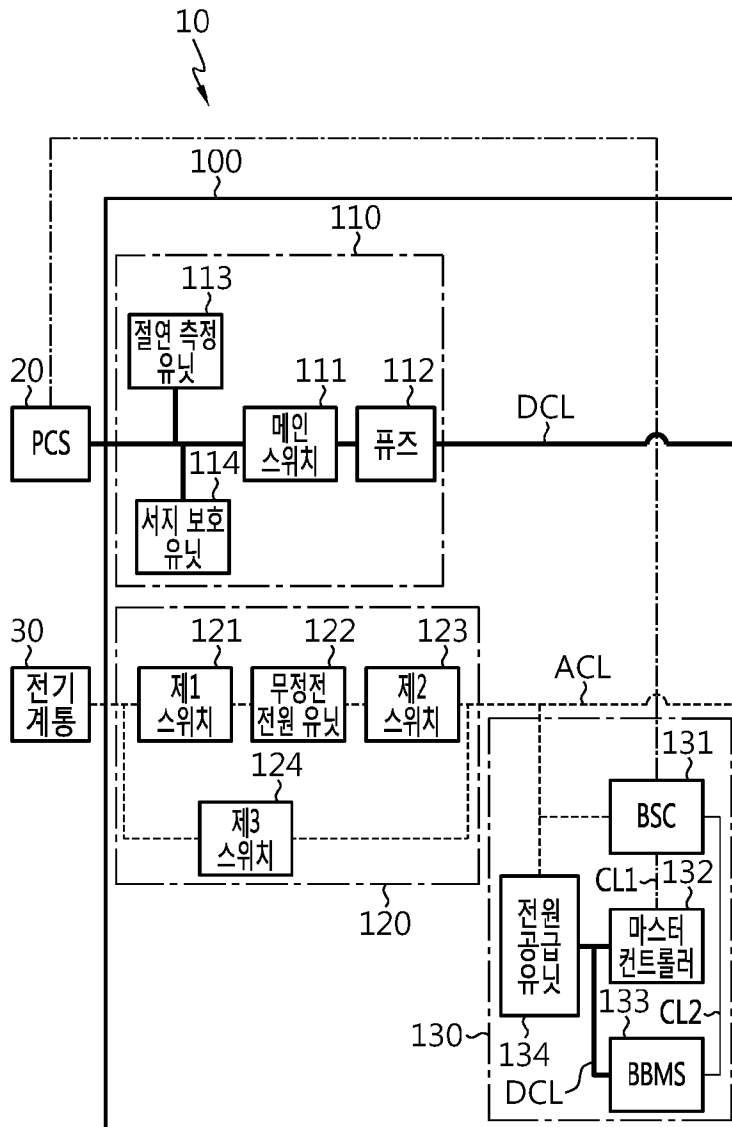 10
100
110
113
절연 측정
유닛
20
PCS
111
메인
스위치
112
퓨즈
DCL
114
서지 보호
유닛
30
전기
계통
121
제1
스위치
122
무정전
전원 유닛
123
제2
스위치
ACL
124
제3
스위치
120
131
BSC
CL1
132
마스터
컨트롤러
전원
공급
유닛
134
133
CL2
BBMS
130
DCL